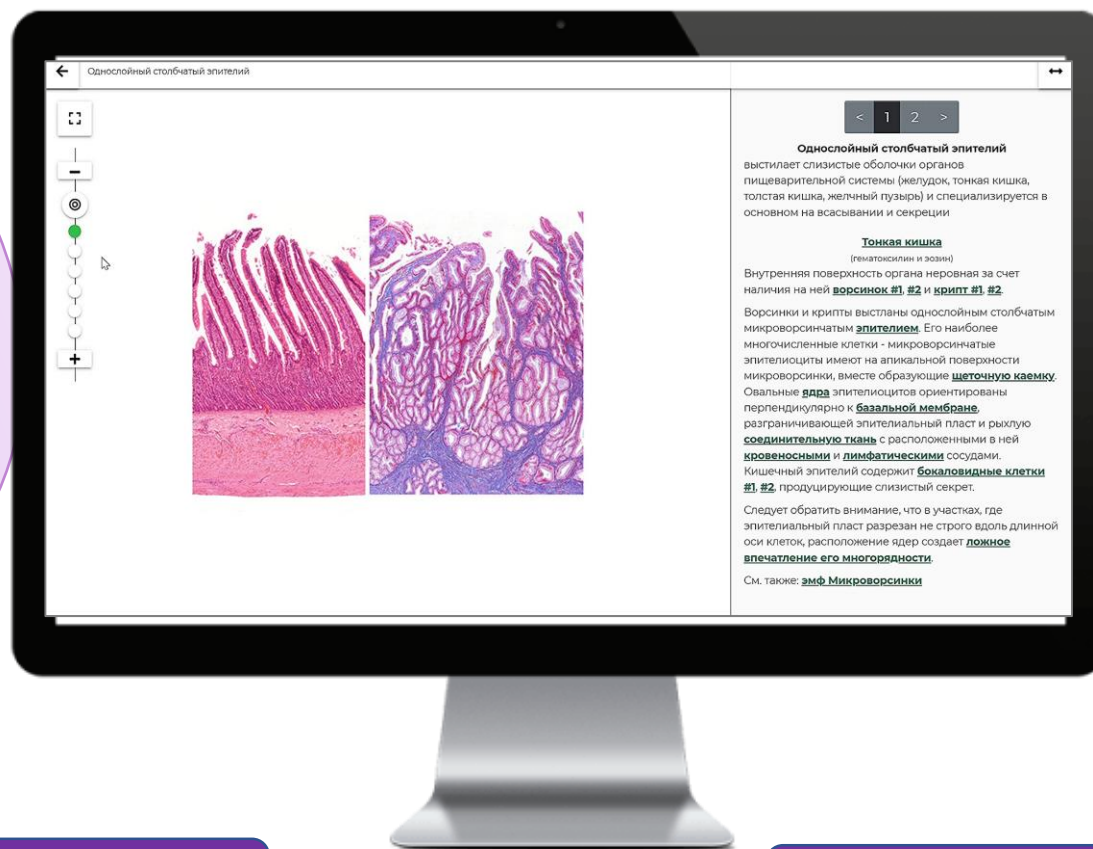 Однослойный столбчатый эпителий
< 1 2 >
Однослойный столбчатый эпителий
выстилает слизистые оболочки органов
пищеварительной системы (желудок, тонкая кишка,
толстая кишка, желчный пузырь) и специализируется в
основном на всасывании и секреции
Тонкая кишка
(гематоксилин и эозин)
Внутренняя поверхность органа неровная за счет
наличия на ней ворсинок #1, #2 и крипт #1, #2.
Ворсинки и крипты выстланы однослойным столбчатым
микроворсинчатым эпителием. Его наиболее
многочисленные клетки - микроворсинчатые
эпителиоциты имеют на апикальной поверхности
микроворсинки, вместе образующие щеточную каемку.
Овальные ядра эпителиоцитов ориентированы
перпендикулярно к базальной мембране,
разграничивающей эпителиальный пласт и рыхлую
соединительную ткань с расположенными в ней
кровеносными и лимфатическими сосудами.
Кишечный эпителий содержит бокаловидные клетки
#1, #2, продуцирующие слизистый секрет.
Следует обратить внимание, что в участках, где
эпителиальный пласт разрезан не строго вдоль длинной
оси клеток, расположение ядер создает ложное
впечатление его многорядности.
См. также: эмф Микроворсинки